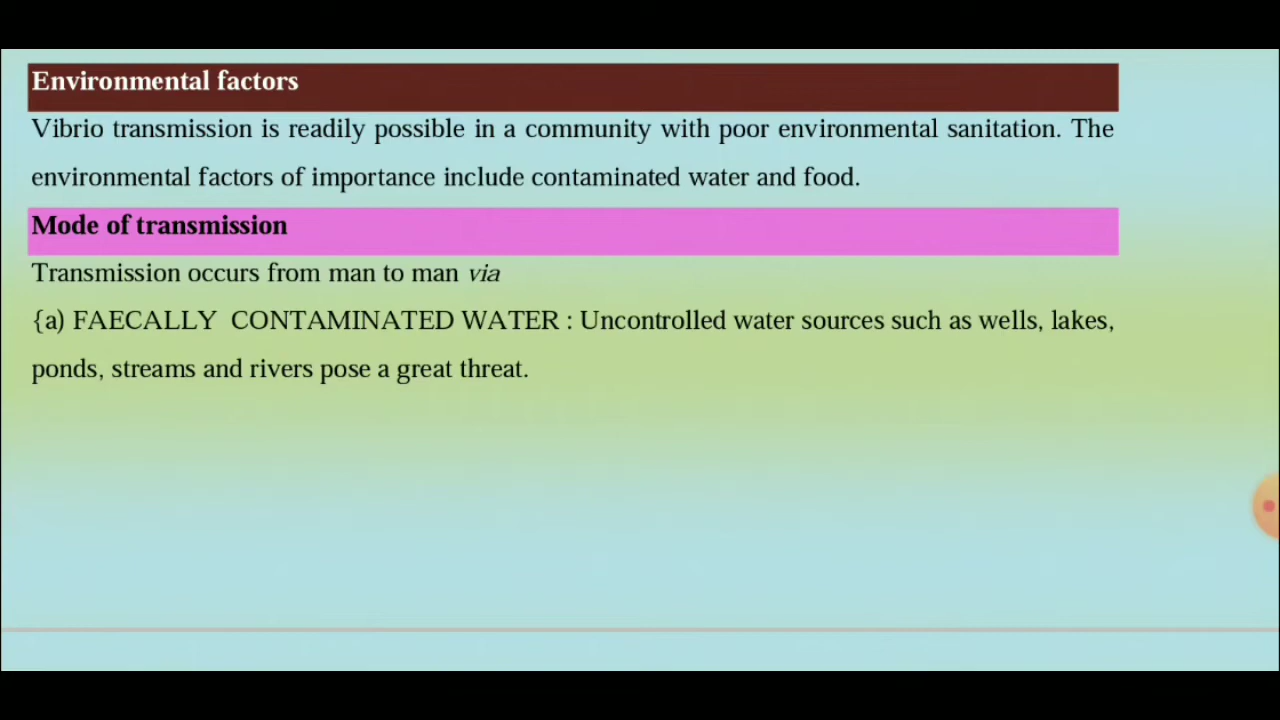 Environmental factors
Vibrio transmission is readily possible in a community with poor environmental sanitation. The
environmental factors of importance include contaminated water and food.
Mode of transmission
Transmission occurs from man to man via
{a) FAECALLY CONTAMINATED WATER : Uncontrolled water sources such as wells, lakes,
ponds, streams and rivers pose a great threat.